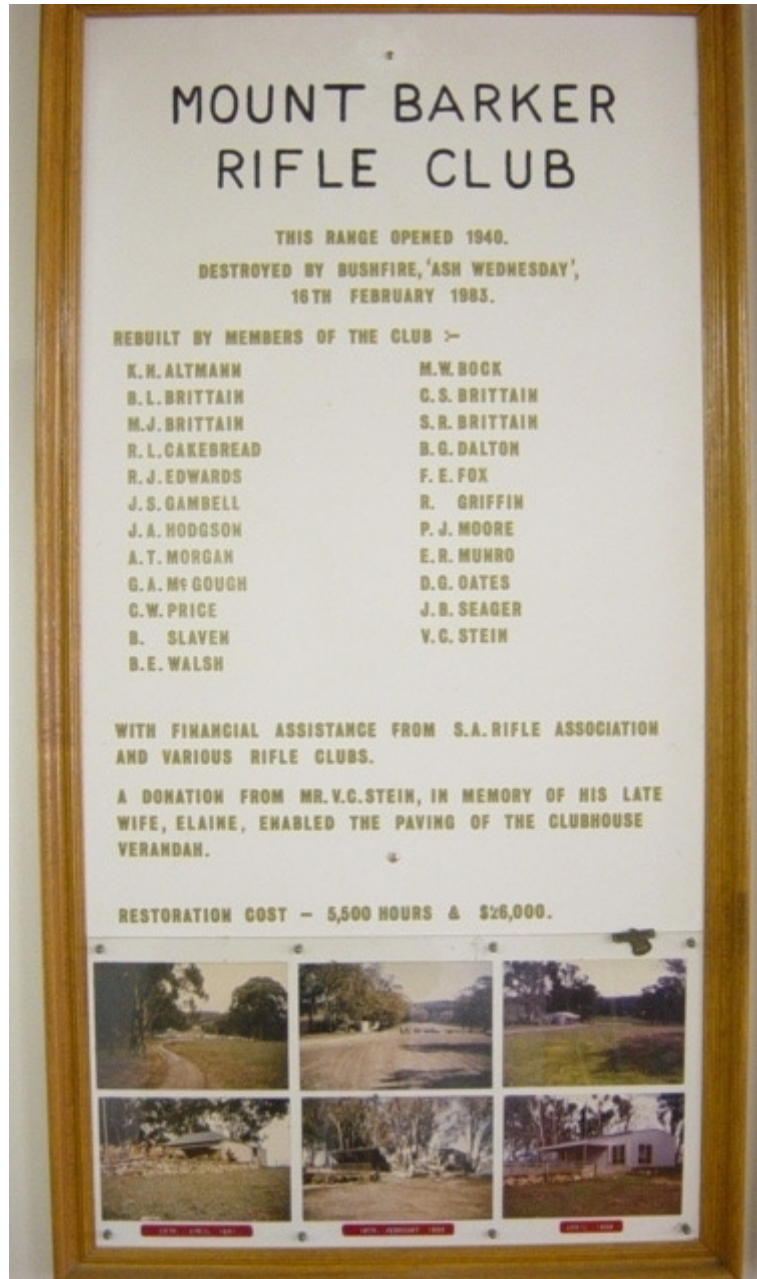 MOUNT BARKER
RIFLE CLUB
THIS RANGE OPENED 1940.
DESTROYED BY BUSHFIRE, 'ASH WEDNESDAY',
16TH FEBRUARY 1983.
REBUILT BY MEMBERS OF THE CLUB :-
K.H. ALTMANN
B.L. BRITTAIN
M.J. BRITTAIN
R.L. CAKEBREAD
R.J. EDWARDS
J.S. GAMBELL
J.A. HODGSON
A.T. MORGAN
G.A. Mc GOUGH
C.W. PRICE
B. SLAVEN
B.E. WALSH
M.W. BOCK
C.S. BRITTAIN
S.R. BRITTAIN
B.G. DALTON
F.E. FOX
R. GRIFFIN
P.J. MOORE
E.R. MUNRO
D.G. OATES
J.B. SEAGER
V.C. STEIN
WITH FINANCIAL ASSISTANCE FROM S.A. RIFLE ASSOCIATION
AND VARIOUS RIFLE CLUBS.
A DONATION FROM MR. V.C. STEIN, IN MEMORY OF HIS LATE
WIFE, ELAINE, ENABLED THE PAVING OF THE CLUBHOUSE
VERANDAH.
RESTORATION COST - 5,500 HOURS & $26,000.